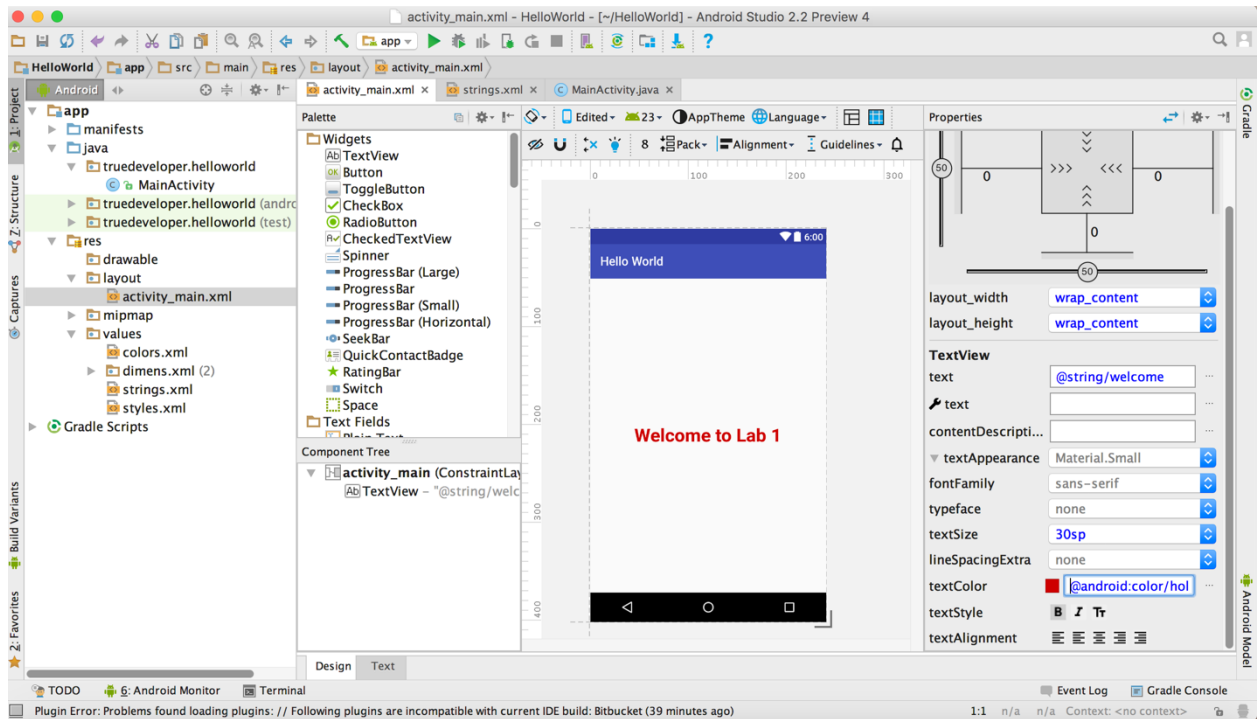 activity_main.xml - HelloWorld - [~/HelloWorld] - Android Studio 2.2 Preview 4
app
HelloWorld app src main res layout activity_main.xml
1: Project
Z: Structure
Captures
Build Variants
2: Favorites
Android
app
manifests
java
truedeveloper.helloworld
MainActivity
truedeveloper.helloworld (andro
truedeveloper.helloworld (test)
res
drawable
layout
activity_main.xml
mipmap
values
colors.xml
dimens.xml (2)
strings.xml
styles.xml
Gradle Scripts
activity_main.xml strings.xml MainActivity.java
Palette
Widgets
Ab TextView
OK Button
ToggleButton
CheckBox
RadioButton
CheckedTextView
Spinner
ProgressBar (Large)
ProgressBar
ProgressBar (Small)
ProgressBar (Horizontal)
SeekBar
QuickContactBadge
RatingBar
Switch
Space
Text Fields
Component Tree
activity_main (ConstraintLay
Ab TextView - "@string/welc
Edited 23 AppTheme Language
8 Pack Alignment Guidelines
0 100 200 300
0
100
200
300
400
6:00
Hello World
Welcome to Lab 1
Design Text
Properties
50
0 0
0
50
layout_width wrap_content
layout_height wrap_content
TextView
text @string/welcome
text
contentDescripti...
textAppearance Material.Small
fontFamily sans-serif
typeface none
textSize 30sp
lineSpacingExtra none
textColor @android:color/hol
textStyle B I Tт
textAlignment
Gradle
Android Model
TODO 6: Android Monitor Terminal Event Log Gradle Console
Plugin Error: Problems found loading plugins: // Following plugins are incompatible with current IDE build: Bitbucket (39 minutes ago) 1:1 n/a n/a Context: <no context>